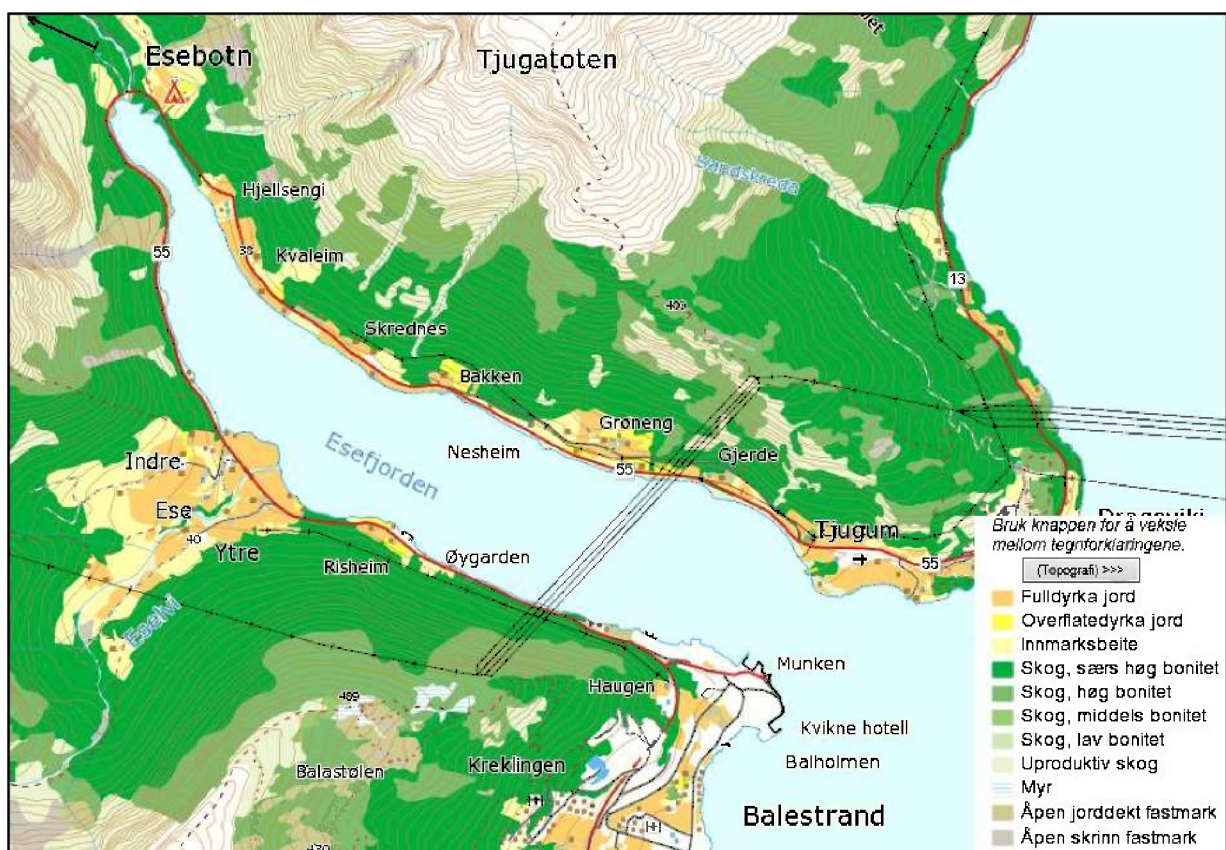 Esebotn
Tjugatoten
Bøndskreda
Hjellsengi
55
38
Kvaleim
13
Skrednes
Bakken
Grøneng
Nesheim
55
Gjerde
Esefjorden
Indre
Ese
40
Ytre
Risheim
Øygarden
Tjugum
55
Eselvi
Munken
Haugen
489
Kvikne hotell
Balholmen
Balastølen
Kreklingen
Balestrand
Bruk knappen for å veksle
mellom tegnforklaringene.
(Topografi) >>>
Fulldyrka jord
Overflatedyrka jord
Innmarksbeite
Skog, særs høg bonitet
Skog, høg bonitet
Skog, middels bonitet
Skog, lav bonitet
Uproduktiv skog
Myr
Åpen jorddekt fastmark
Åpen skrinn fastmark